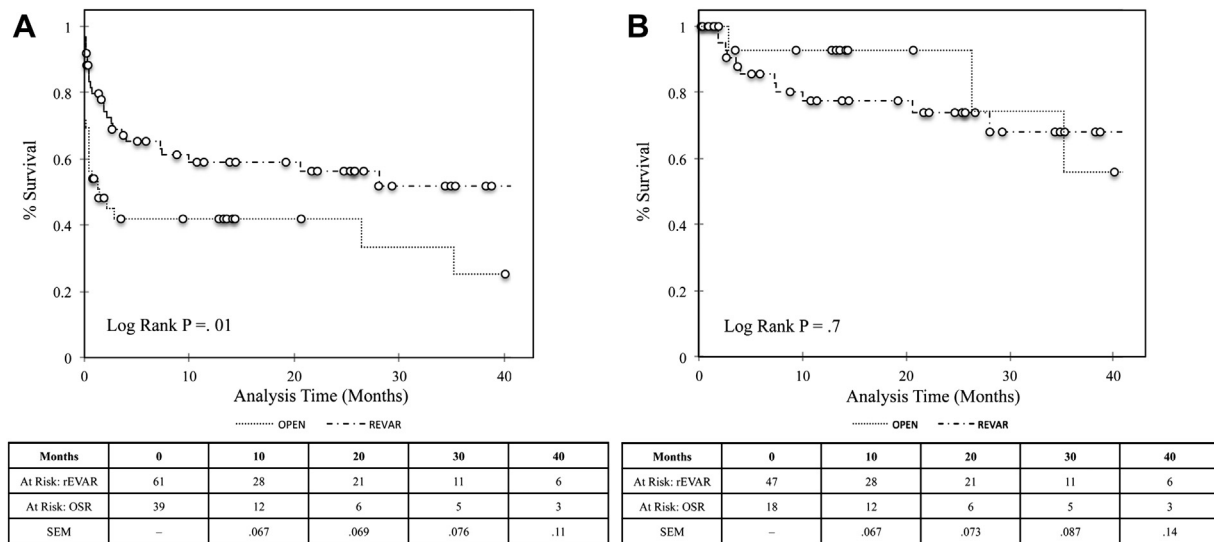 A
% Survival
1
0.8
0.6
0.4
0.2
0
Log Rank P =. 01
0 10 20 30 40
Analysis Time (Months)
OPEN REVAR
Months 0 10 20 30 40
At Risk: rEVAR 61 28 21 11 6
At Risk: OSR 39 12 6 5 3
SEM – .067 .069 .076 .11
B
% Survival
1
0.8
0.6
0.4
0.2
0
Log Rank P = .7
0 10 20 30 40
Analysis Time (Months)
OPEN REVAR
Months 0 10 20 30 40
At Risk: rEVAR 47 28 21 11 6
At Risk: OSR 18 12 6 5 3
SEM – .067 .073 .087 .14